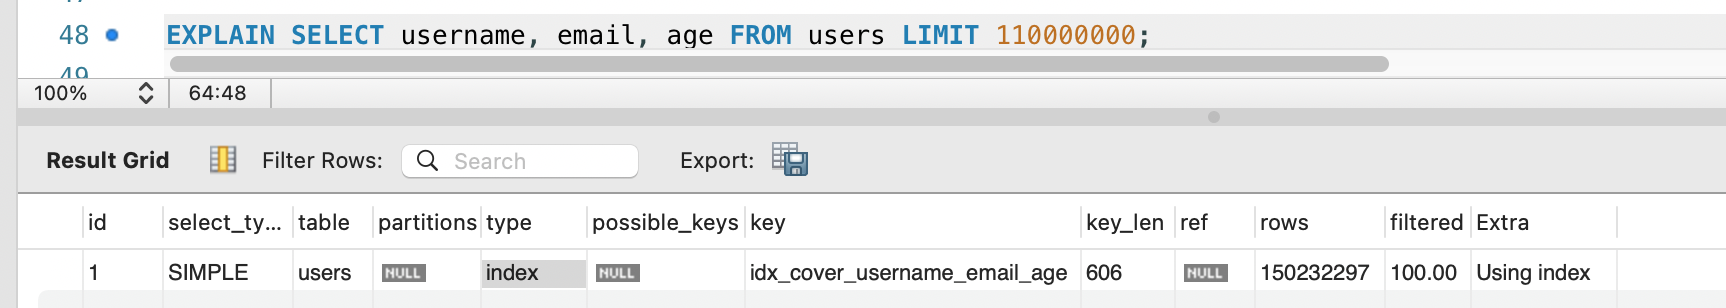 48 EXPLAIN SELECT username, email, age FROM users LIMIT 110000000;
49
100% 64:48
Result Grid Filter Rows: Search Export:
id select_ty... table partitions type possible_keys key key_len ref rows filtered Extra
1 SIMPLE users NULL index NULL idx_cover_username_email_age 606 NULL 150232297 100.00 Using index